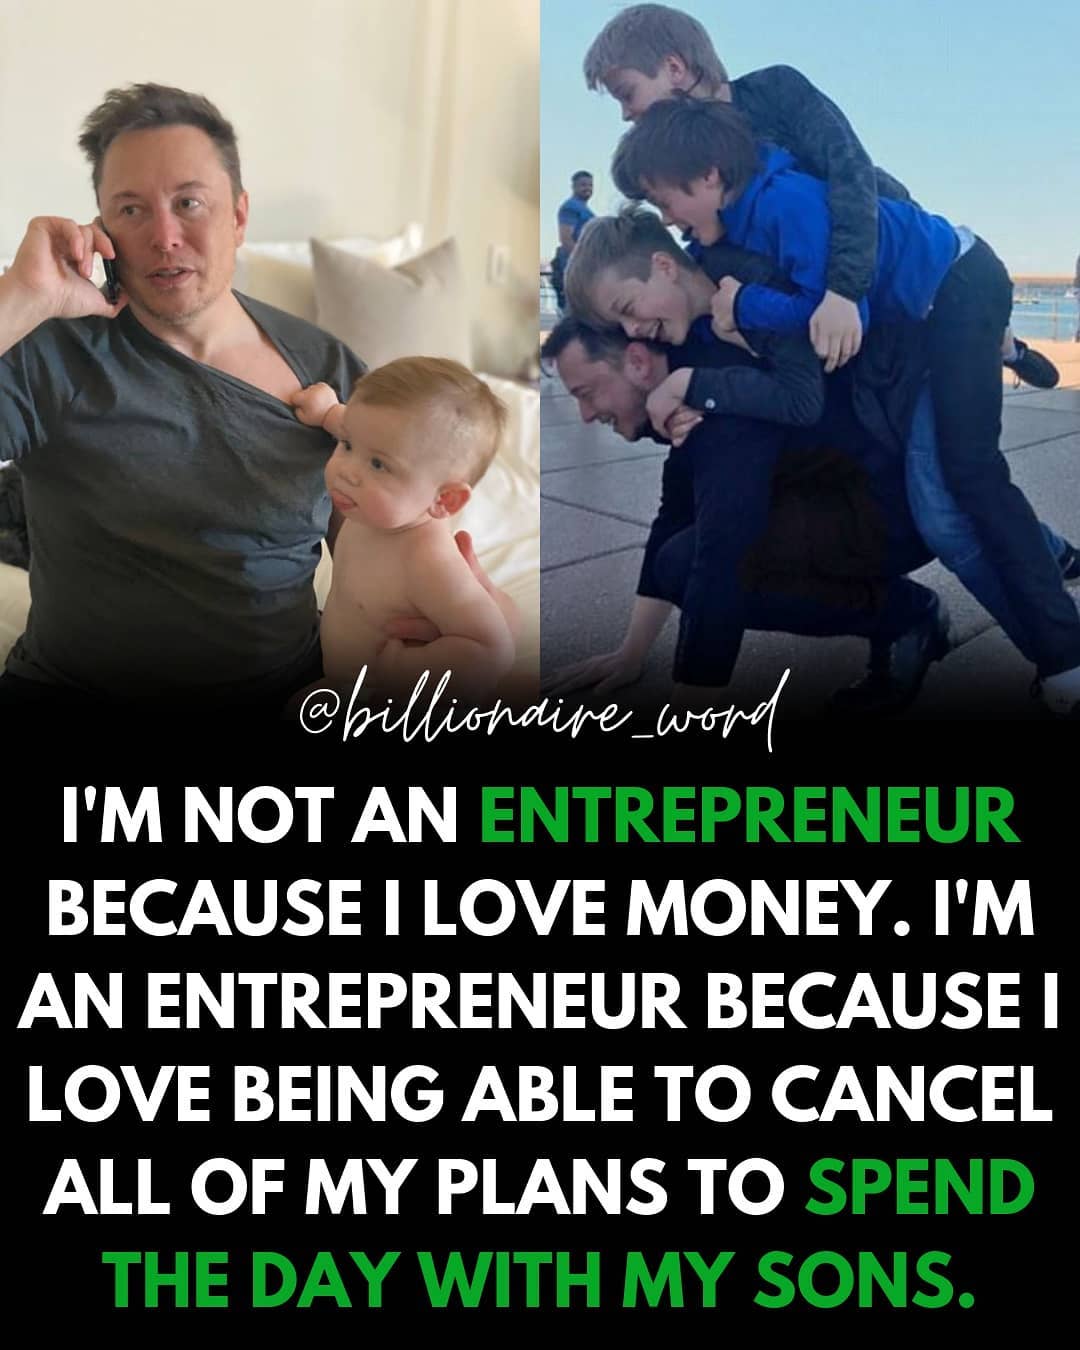 @billionaire_word
I'M NOT AN ENTREPRENEUR
BECAUSE I LOVE MONEY. I'M
AN ENTREPRENEUR BECAUSE I
LOVE BEING ABLE TO CANCEL
ALL OF MY PLANS TO SPEND
THE DAY WITH MY SONS.